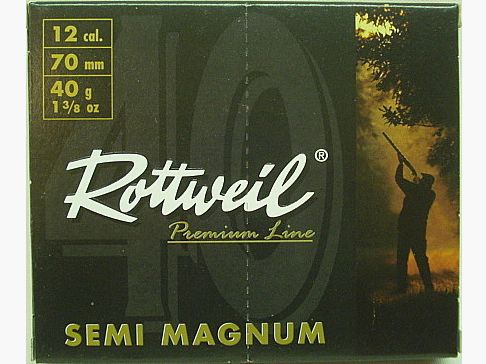 12 cal.
70 mm
40 g
1 3/8 oz
40
Rottweil®
Premium Line
SEMI MAGNUM